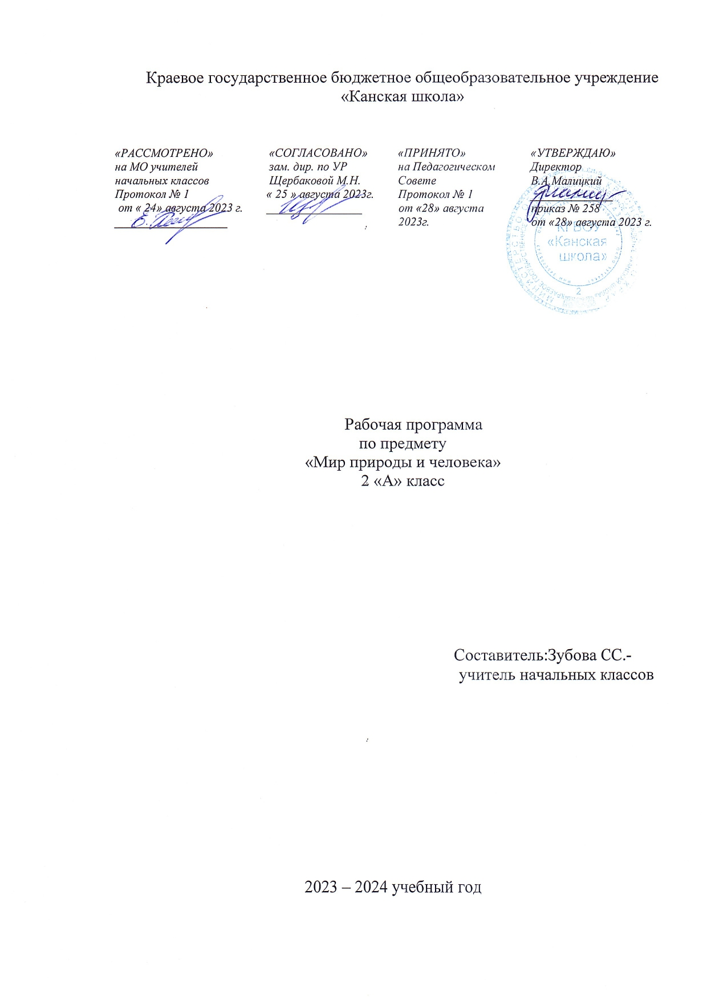 Краевое государственное бюджетное общеобразовательное учреждение
«Канская школа»
«РАССМОТРЕНО»
на МО учителей
начальных классов
Протокол № 1
от « 24» августа 2023 г.
«СОГЛАСОВАНО»
зам. дир. по УР
Щербаковой М.Н.
« 25 » августа 2023г.
«ПРИНЯТО»
на Педагогическом
Совете
Протокол № 1
от «28» августа
2023г.
«УТВЕРЖДАЮ»
Директор
В.А.Малицкий
приказ № 258
от «28» августа 2023 г.
КГБОУ
«Канская
школа»
2
Рабочая программа
по предмету
«Мир природы и человека»
2 «А» класс
Составитель:Зубова СС.-
учитель начальных классов
2023 – 2024 учебный год